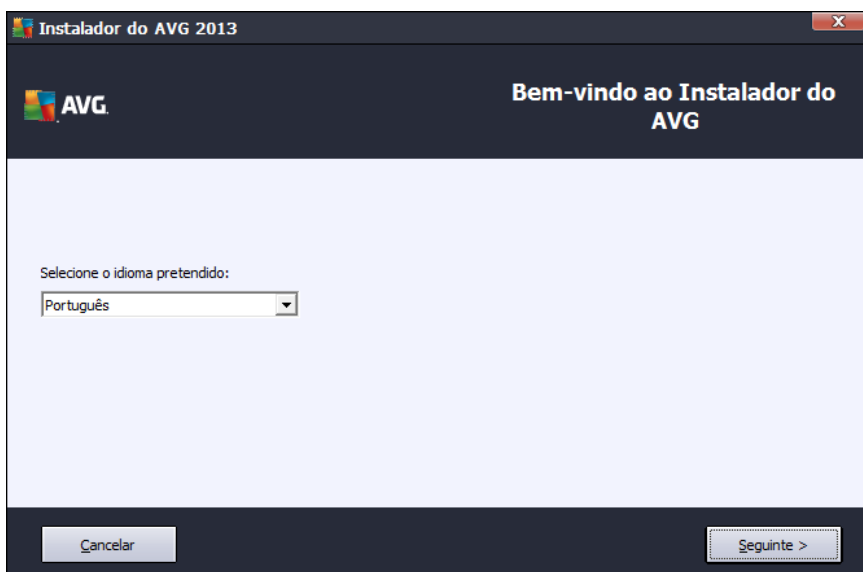 Instalador do AVG 2013
X
AVG.
Bem-vindo ao Instalador do
AVG
Selecione o idioma pretendido:
Português
Cancelar
Seguinte >